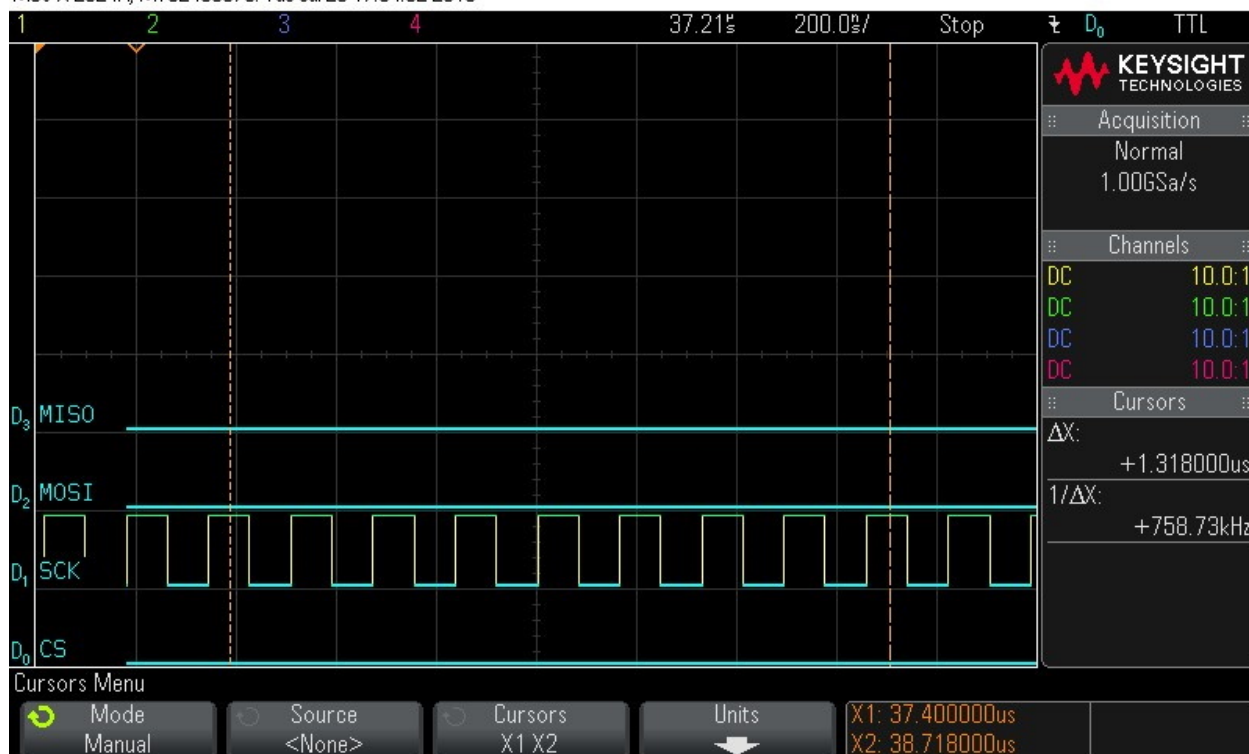 1 2 3 4 37.21s 200.0s/ Stop D0 TTL
KEYSIGHT
TECHNOLOGIES
Acquisition
Normal
1.00GSa/s
Channels
DC 10.0:1
DC 10.0:1
DC 10.0:1
DC 10.0:1
Cursors
ΔX:
+1.318000us
1/ΔX:
+758.73kHz
D3 MISO
D2 MOSI
D1 SCK
D0 CS
Cursors Menu
Mode
Manual
Source
<None>
Cursors
X1 X2
Units
X1: 37.400000us
X2: 38.718000us